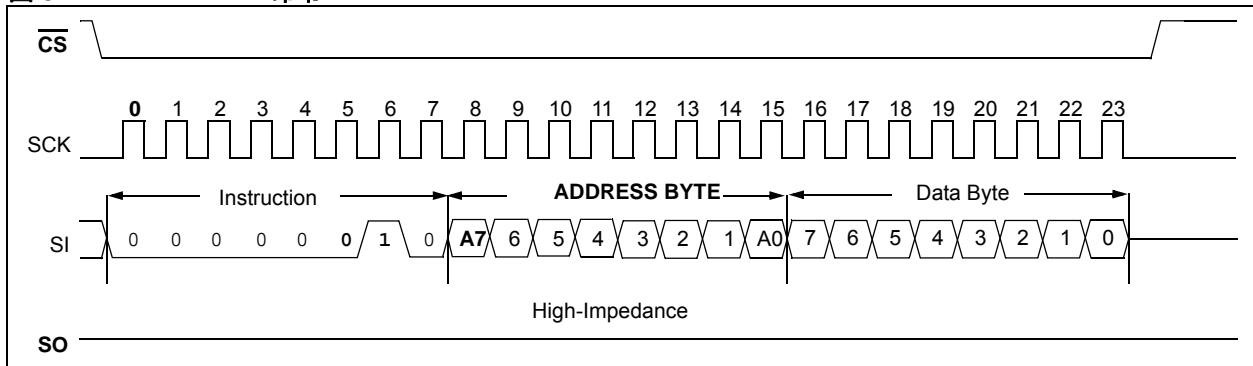 CS
0 1 2 3 4 5 6 7 8 9 10 11 12 13 14 15 16 17 18 19 20 21 22 23
SCK
Instruction ADDRESS BYTE Data Byte
SI 0 0 0 0 0 0 1 0 A7 6 5 4 3 2 1 A0 7 6 5 4 3 2 1 0
High-Impedance
SO